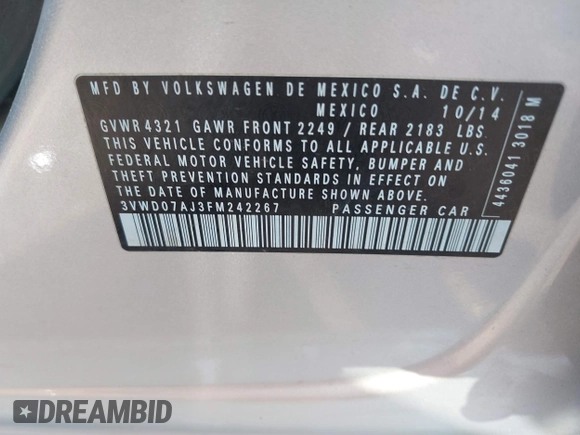 MFD BY VOLKSWAGEN DE MEXICO S.A. DE C.V.
MEXICO 10/14
GVWR 4321 GAWR FRONT 2249 / REAR 2183 LBS.
THIS VEHICLE CONFORMS TO ALL APPLICABLE U.S.
FEDERAL MOTOR VEHICLE SAFETY, BUMPER AND
THEFT PREVENTION STANDARDS IN EFFECT ON THE
DATE OF MANUFACTURE SHOWN ABOVE.
3VWD07AJ3FM242267 PASSENGER CAR
4436041 3018 M
DREAMBID